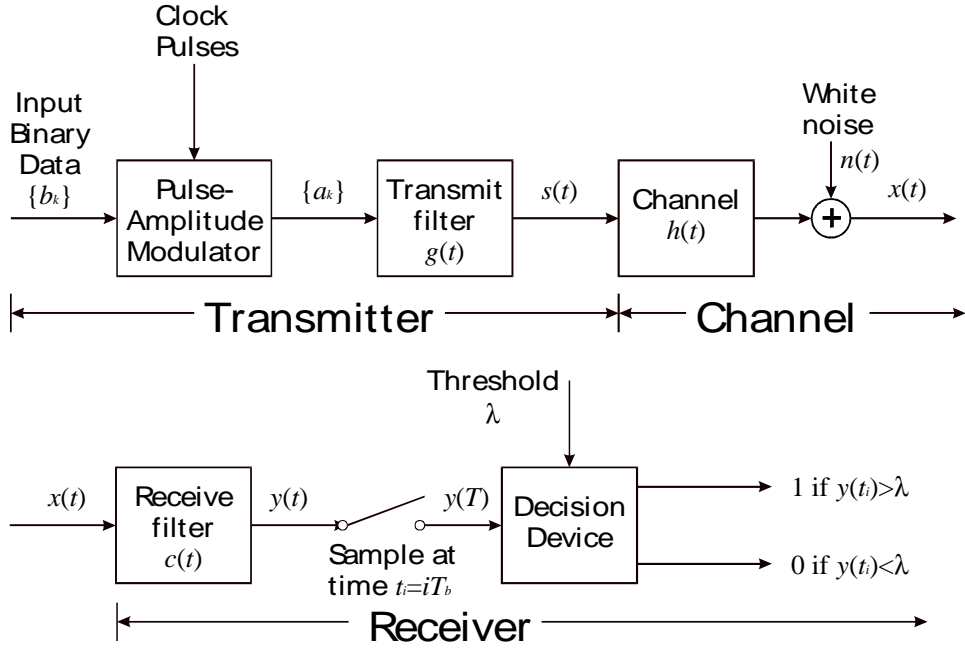 Clock
Pulses
Input
Binary
Data
{bₖ}
Pulse-
Amplitude
Modulator
{aₖ}
Transmit
filter
g(t)
s(t)
Channel
h(t)
White
noise
n(t)
+
x(t)
Transmitter
Channel
Threshold
λ
x(t)
Receive
filter
c(t)
y(t)
Sample at
time tᵢ=iT_b
y(T)
Decision
Device
1 if y(tᵢ)>λ
0 if y(tᵢ)<λ
Receiver